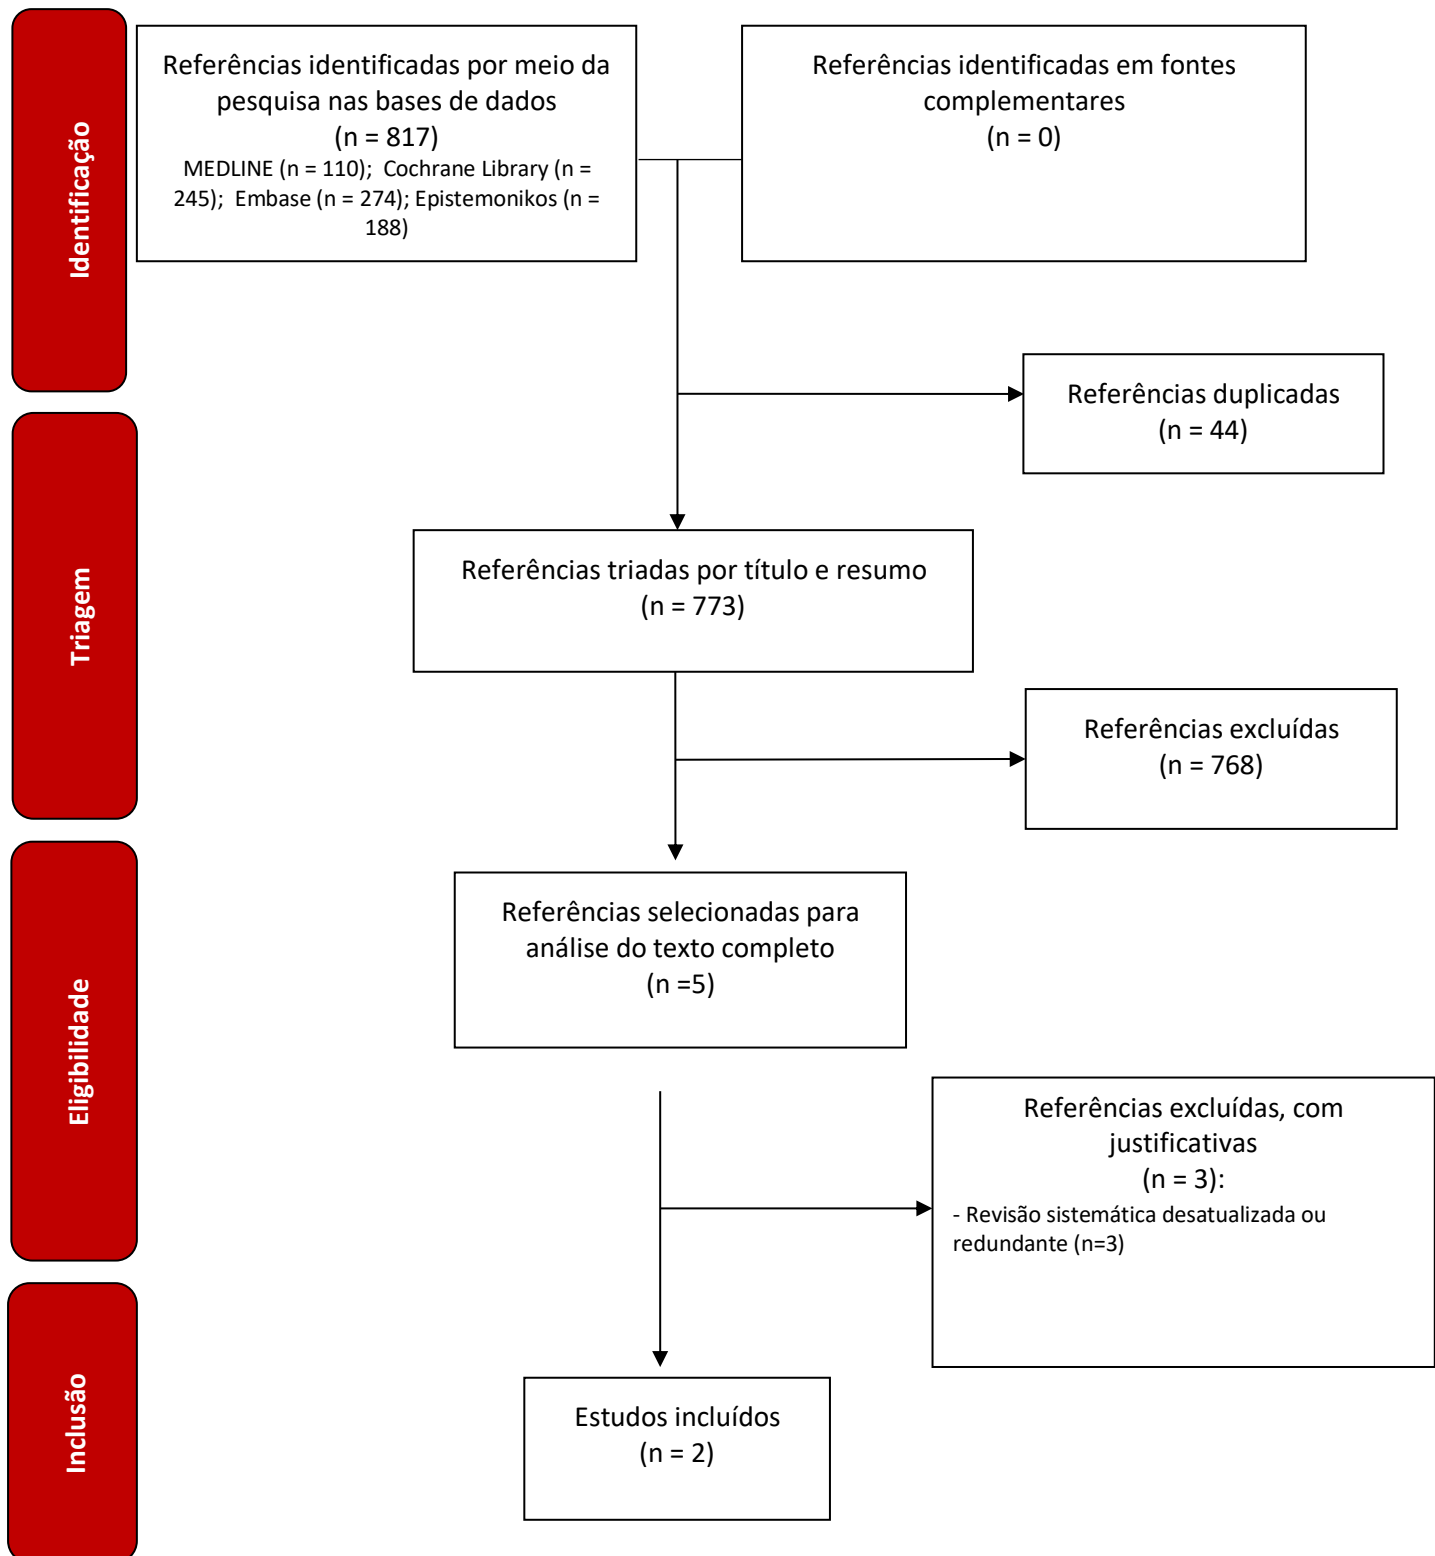 Identificação
Referências identificadas por meio da
pesquisa nas bases de dados
(n = 817)
MEDLINE (n = 110);  Cochrane Library (n =
245);  Embase (n = 274); Epistemonikos (n =
188)
Referências identificadas em fontes
complementares
(n = 0)
Referências duplicadas
(n = 44)
Triagem
Referências triadas por título e resumo
(n = 773)
Referências excluídas
(n = 768)
Eligibilidade
Referências selecionadas para
análise do texto completo
(n =5)
Referências excluídas, com
justificativas
(n = 3):
- Revisão sistemática desatualizada ou
redundante (n=3)
Inclusão
Estudos incluídos
(n = 2)